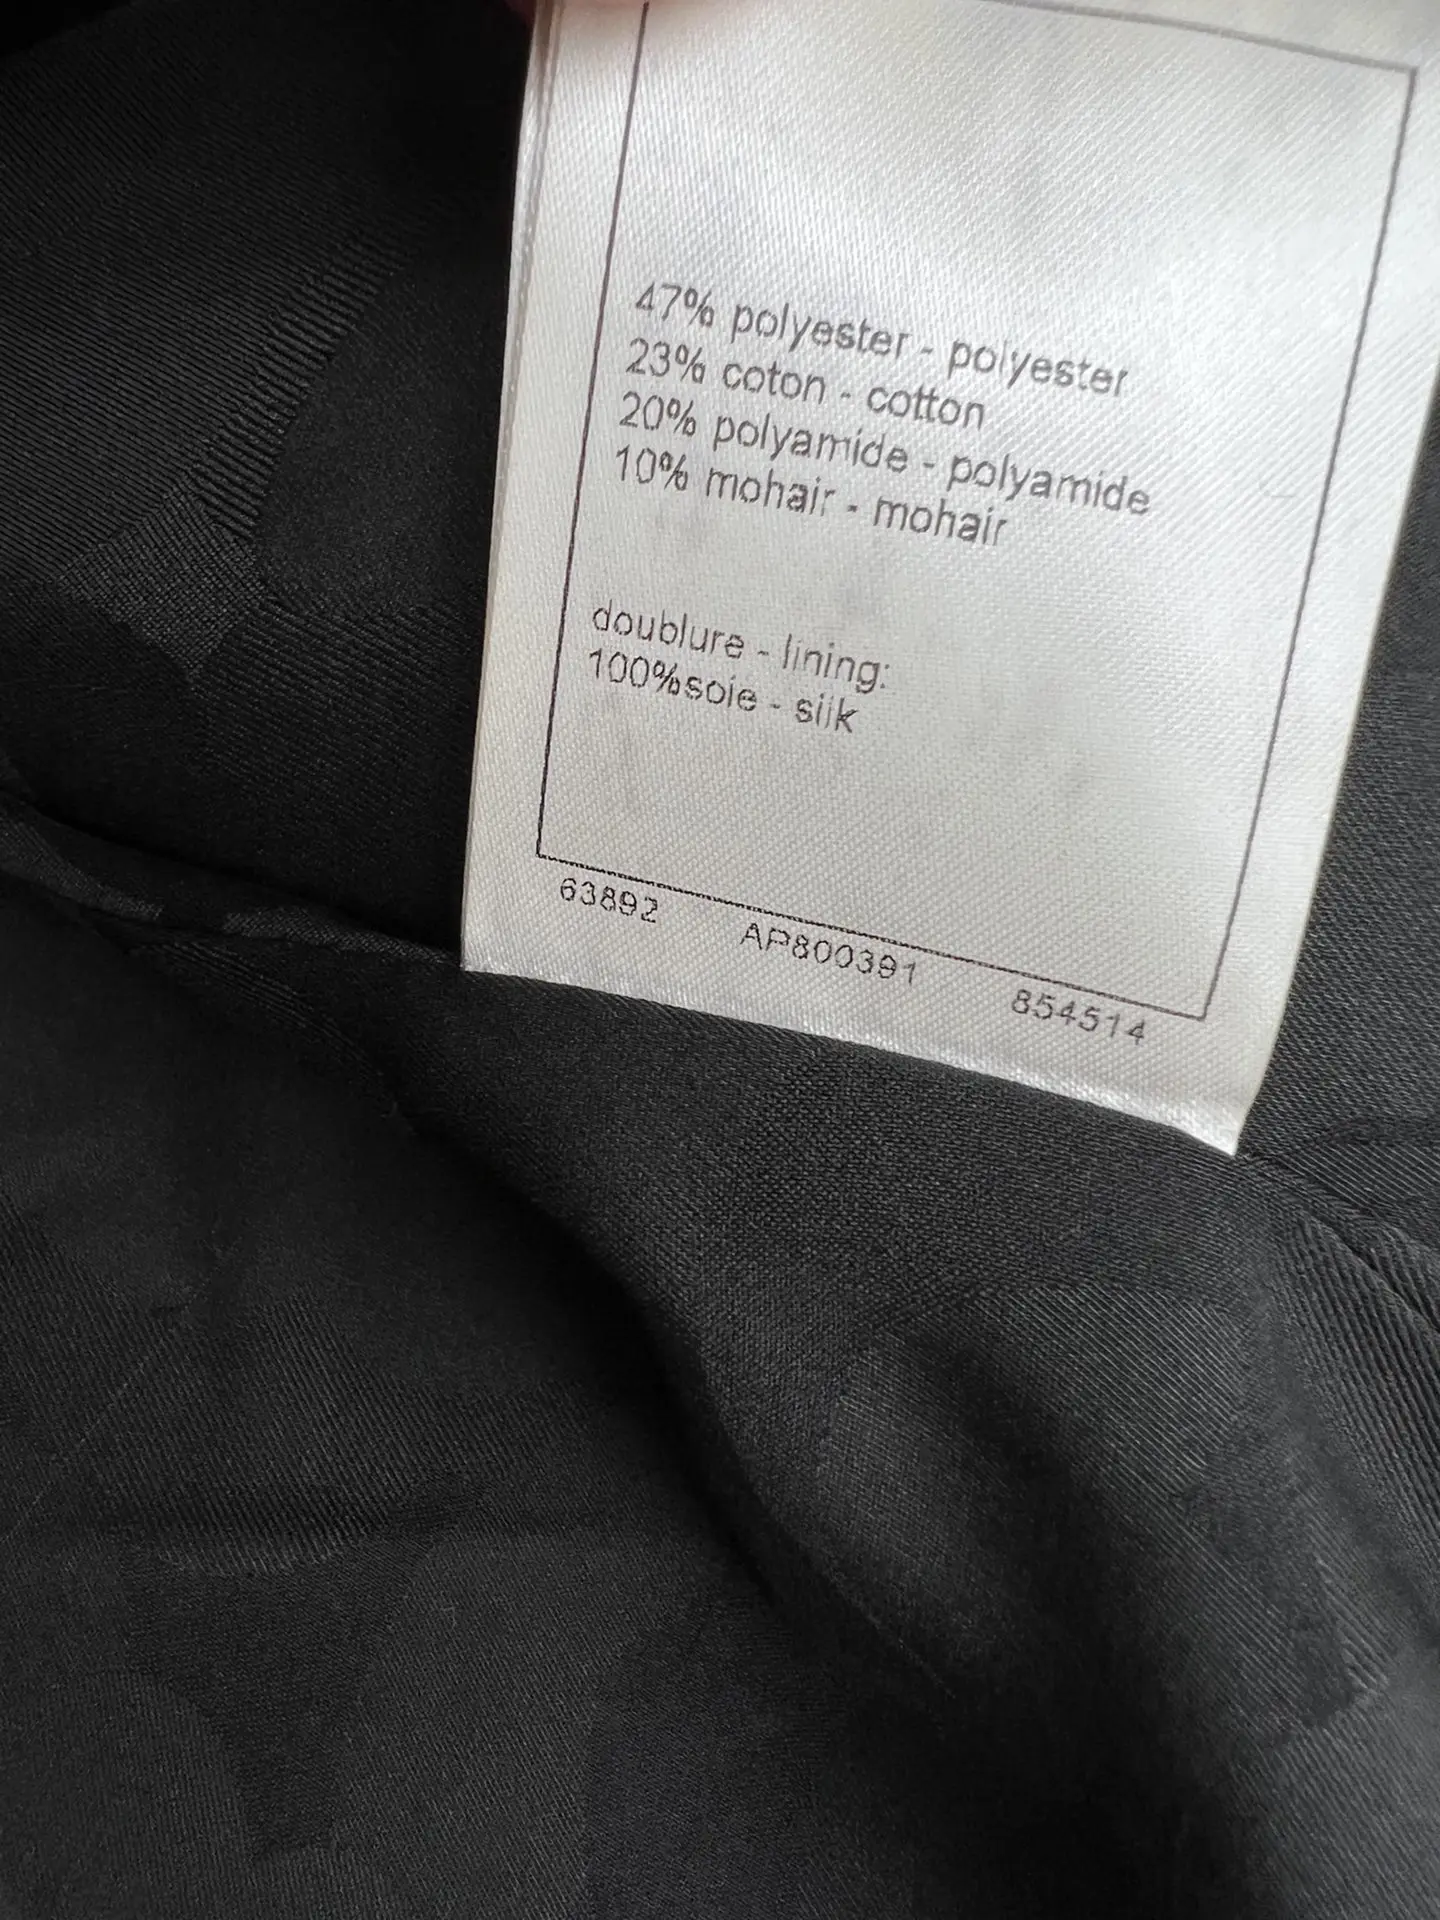 47% polyester - polyester
23% coton - cotton
20% polyamide - polyamide
10% mohair - mohair
doublure - lining:
100%soie - silk
63892 AP800391 854514